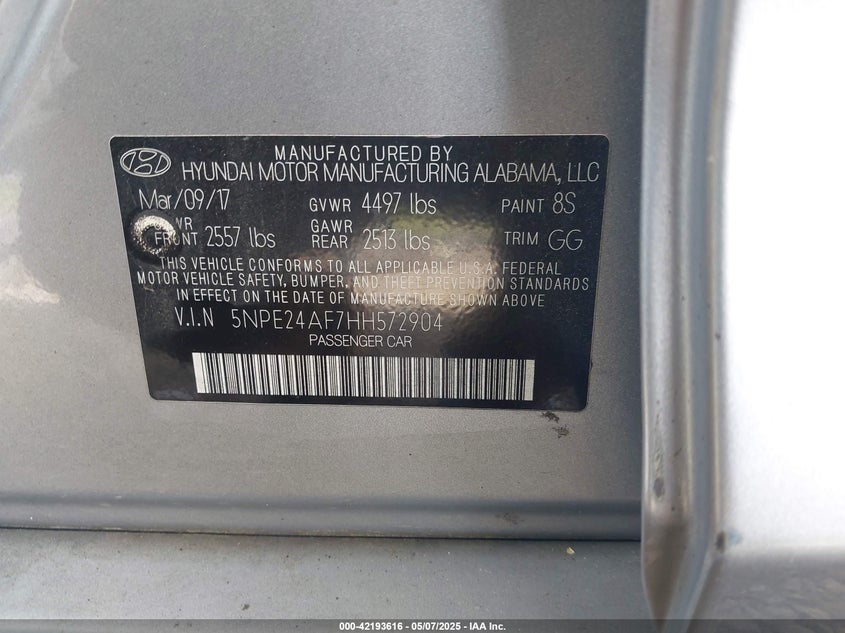 MANUFACTURED BY
HYUNDAI MOTOR MANUFACTURING ALABAMA, LLC
Mar/09/17 GVWR 4497 lbs PAINT 8S
FRONT 2557 lbs GAWR REAR 2513 lbs TRIM GG
THIS VEHICLE CONFORMS TO ALL APPLICABLE U.S.A. FEDERAL
MOTOR VEHICLE SAFETY, BUMPER, AND THEFT PREVENTION STANDARDS
IN EFFECT ON THE DATE OF MANUFACTURE SHOWN ABOVE
V.I.N 5NPE24AF7HH572904
PASSENGER CAR
000-42193616 - 05/07/2025 - IAA Inc.